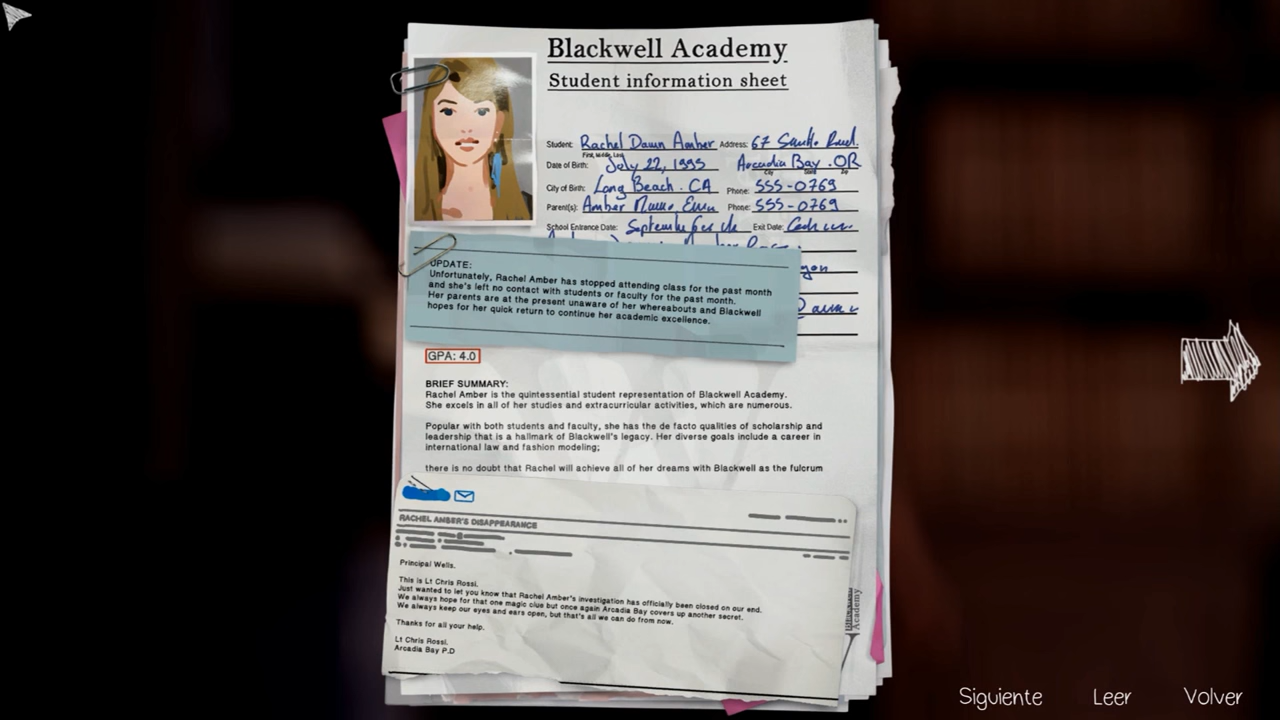 Blackwell Academy
Student information sheet
Student: Rachel Dawn Amber Address: 67
First, Middle, Last
Date of Birth: July 22, 1995 Arcadia Bay . OR
City State Zip
City of Birth: Long Beach . CA Phone: 555-0769
Parent(s): Amber Phone: 555-0769
School Entrance Date: Exit Date:
UPDATE:
Unfortunately, Rachel Amber has stopped attending class for the past month
and she's left no contact with students or faculty for the past month.
Her parents are at the present unaware of her whereabouts and Blackwell
hopes for her quick return to continue her academic excellence.
GPA: 4.0
BRIEF SUMMARY:
Rachel Amber is the quintessential student representation of Blackwell Academy.
She excels in all of her studies and extracurricular activities, which are numerous.
Popular with both students and faculty, she has the de facto qualities of scholarship and
leadership that is a hallmark of Blackwell's legacy. Her diverse goals include a career in
international law and fashion modeling;
there is no doubt that Rachel will achieve all of her dreams with Blackwell as the fulcrum
RACHEL AMBER'S DISAPPEARANCE
Principal Wells.
This is Lt Chris Rossi.
Just wanted to let you know that Rachel Amber's investigation has officially been closed on our end.
We always hope for that one magic clue but once again Arcadia Bay covers up another secret.
We always keep our eyes and ears open, but that's all we can do from now.
Thanks for all your help.
Lt Chris Rossi.
Arcadia Bay P.D
Academy
Siguiente Leer Volver